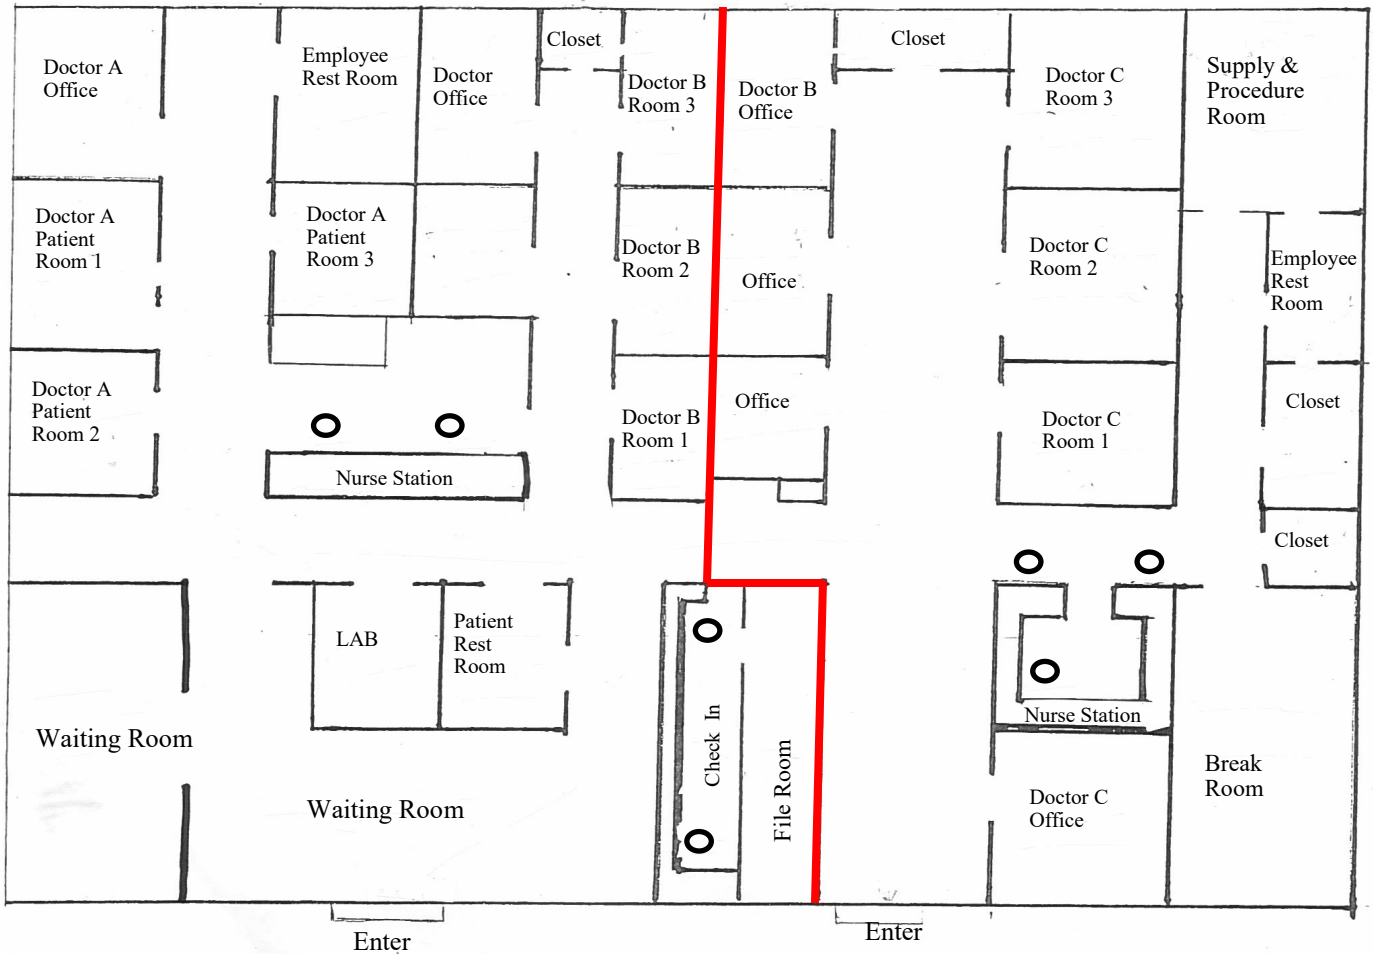 Doctor A
Office
Employee
Rest Room
Doctor
Office
Closet
Doctor B
Room 3
Doctor B
Office
Closet
Doctor C
Room 3
Supply &
Procedure
Room
Doctor A
Patient
Room 1
Doctor A
Patient
Room 3
Doctor B
Room 2
Office
Doctor C
Room 2
Employee
Rest
Room
Doctor A
Patient
Room 2
Nurse Station
Doctor B
Room 1
Office
Doctor C
Room 1
Closet
Closet
Waiting Room
LAB
Patient
Rest
Room
Waiting Room
Check In
File Room
Nurse Station
Doctor C
Office
Break
Room
Enter
Enter